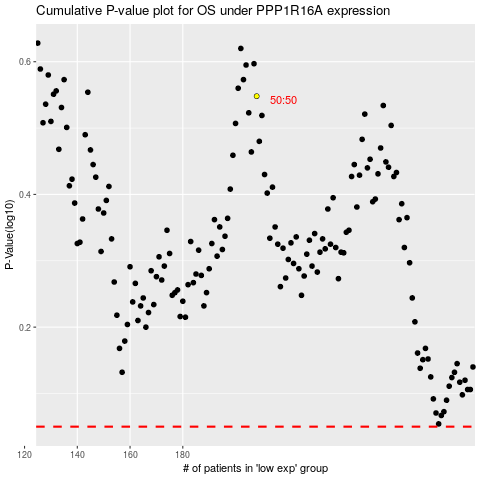 Cumulative P-value plot for OS under PPP1R16A expression
P-Value(log10)
0.6
0.4
0.2
50:50
120 140 160 180
# of patients in 'low exp' group